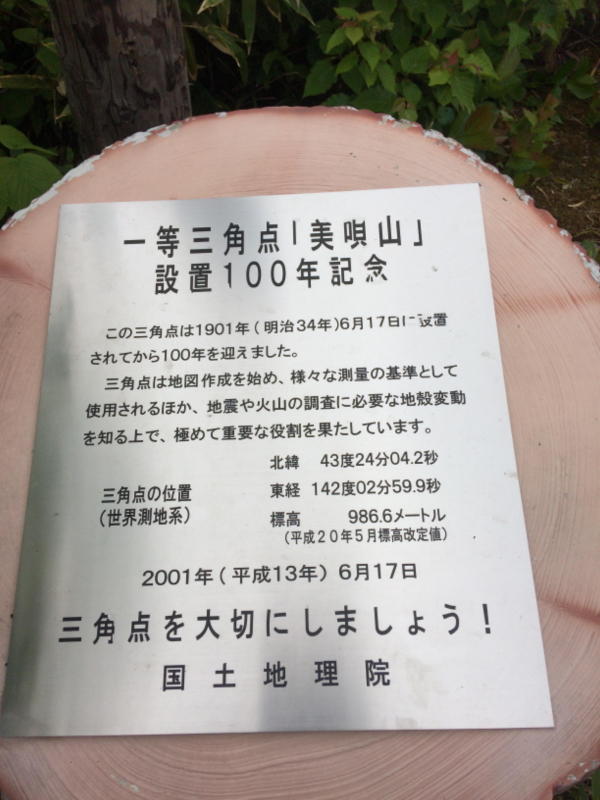 一等三角点「美唄山」
設置100年記念
この三角点は1901年(明治34年)6月17日に設置
されてから100年を迎えました。
三角点は地図作成を始め、様々な測量の基準として
使用されるほか、地震や火山の調査に必要な地殻変動
を知る上で、極めて重要な役割を果たしています。
三角点の位置
(世界測地系)
北緯 43度24分04.2秒
東経 142度02分59.9秒
標高 986.6メートル
(平成20年5月標高改定値)
2001年(平成13年) 6月17日
三角点を大切にしましょう!
国土地理院